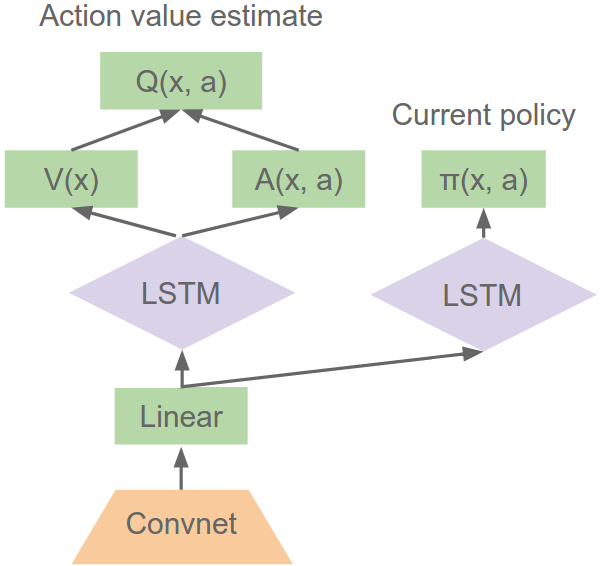 Action value estimate
Q(x, a)
Current policy
V(x)
A(x, a)
π(x, a)
LSTM
LSTM
Linear
Convnet